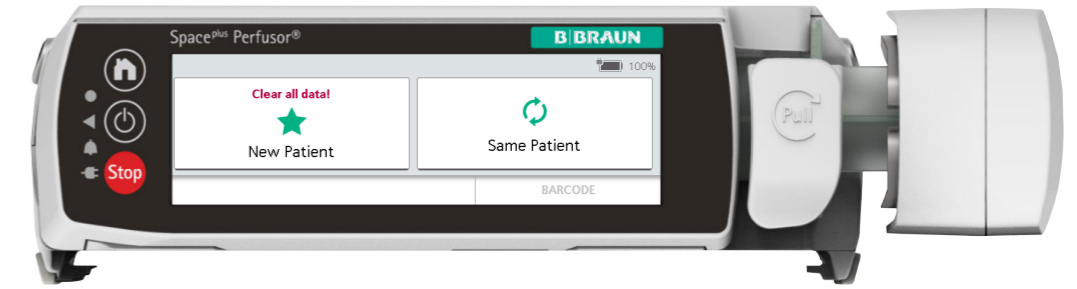 Space plus Perfusor®
B|BRAUN
100%
Clear all data!
New Patient
Same Patient
BARCODE
Stop
Pull